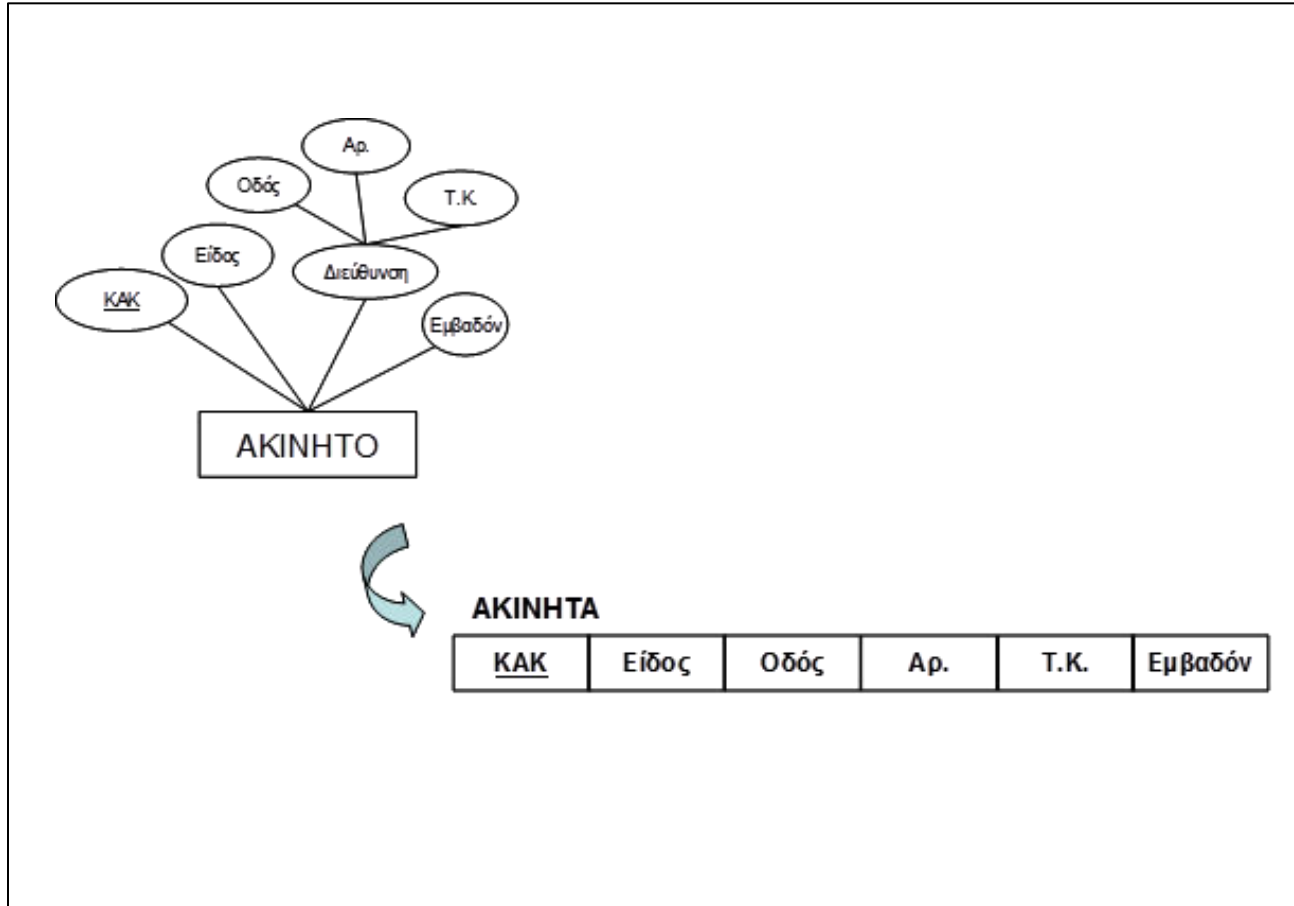 Αρ.
Οδός
Τ.Κ.
Είδος
Διεύθυνση
ΚΑΚ
Εμβαδόν
ΑΚΙΝΗΤΟ
ΑΚΙΝΗΤΑ
ΚΑΚ Είδος Οδός Αρ. Τ.Κ. Εμβαδόν